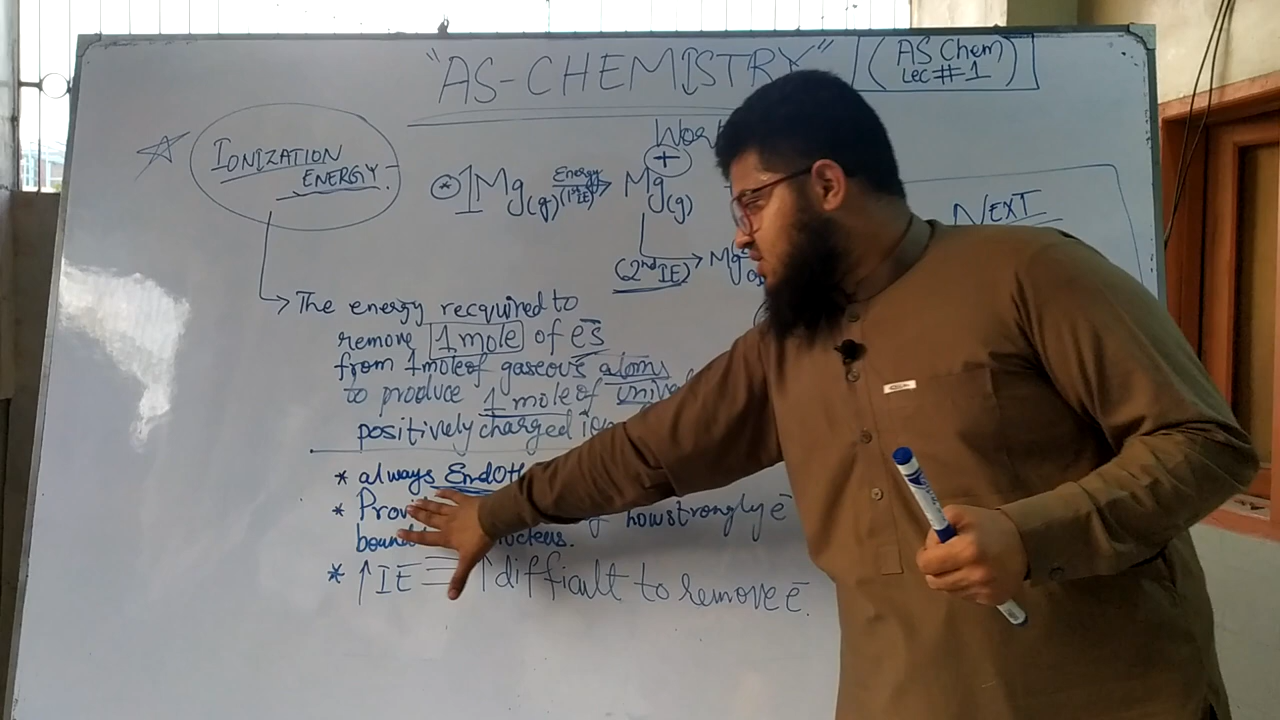 "AS-CHEMISTRY"
(AS Chem)
Lec #1
IONIZATION
ENERGY
* 1Mg(g) Energy (1st IE) → Mg+(g)
(2nd IE) → Mg
NEXT
The energy recquired to
remove 1 mole of es
from 1 mole of gaseous atoms
to produce 1 mole of
positively charged
* always
* how strongly e
* ↑ IE ≡ ↑ difficult to remove e.